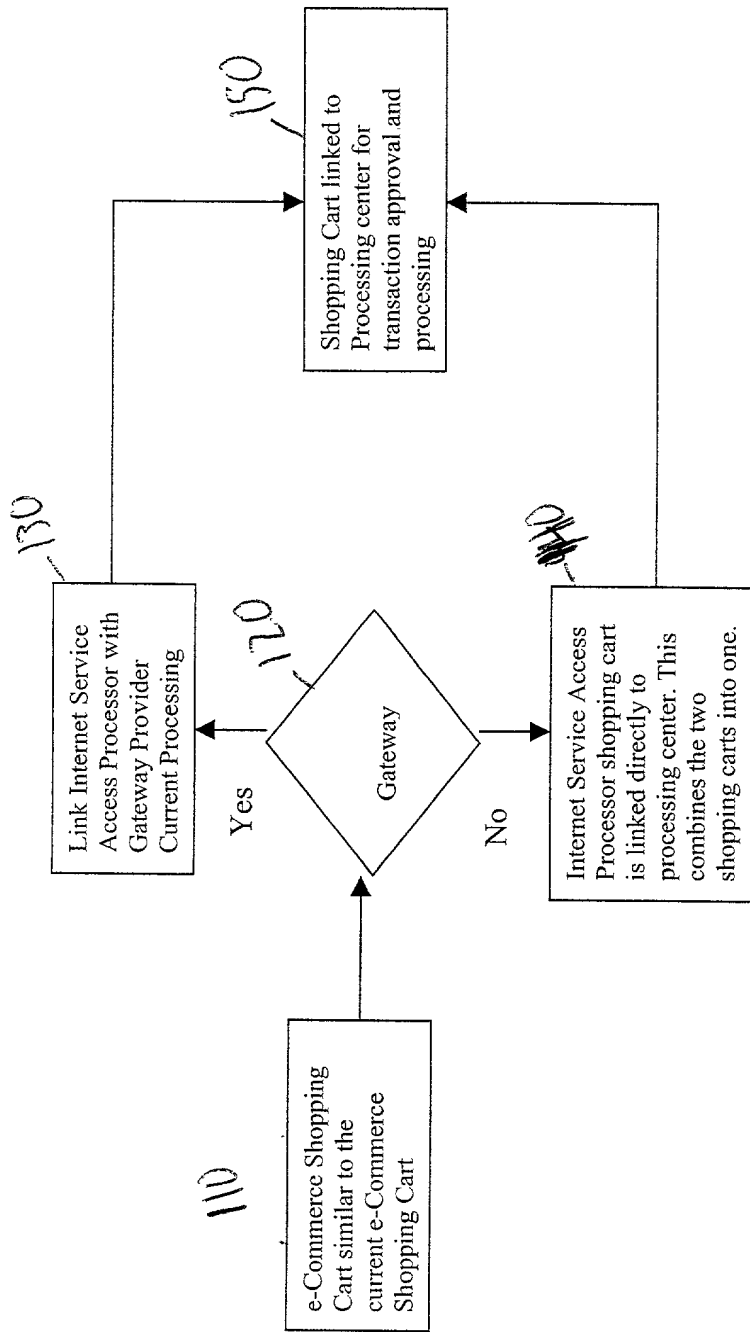 110
e-Commerce Shopping
Cart similar to the
current e-Commerce
Shopping Cart
120
Gateway
Yes
No
130
Link Internet Service
Access Processor with
Gateway Provider
Current Processing
140
Internet Service Access
Processor shopping cart
is linked directly to
processing center. This
combines the two
shopping carts into one.
150
Shopping Cart linked to
Processing center for
transaction approval and
processing